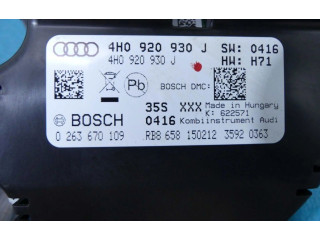 4H0 920 930 J SW: 0416
4H0 920 930 J HW: H71
Pb BOSCH DMC:
35S XXX Made in Hungary
K: 622571
BOSCH 0416 Kombiinstrument Audi
0 263 670 109 RB8 658 150212 3592 0363